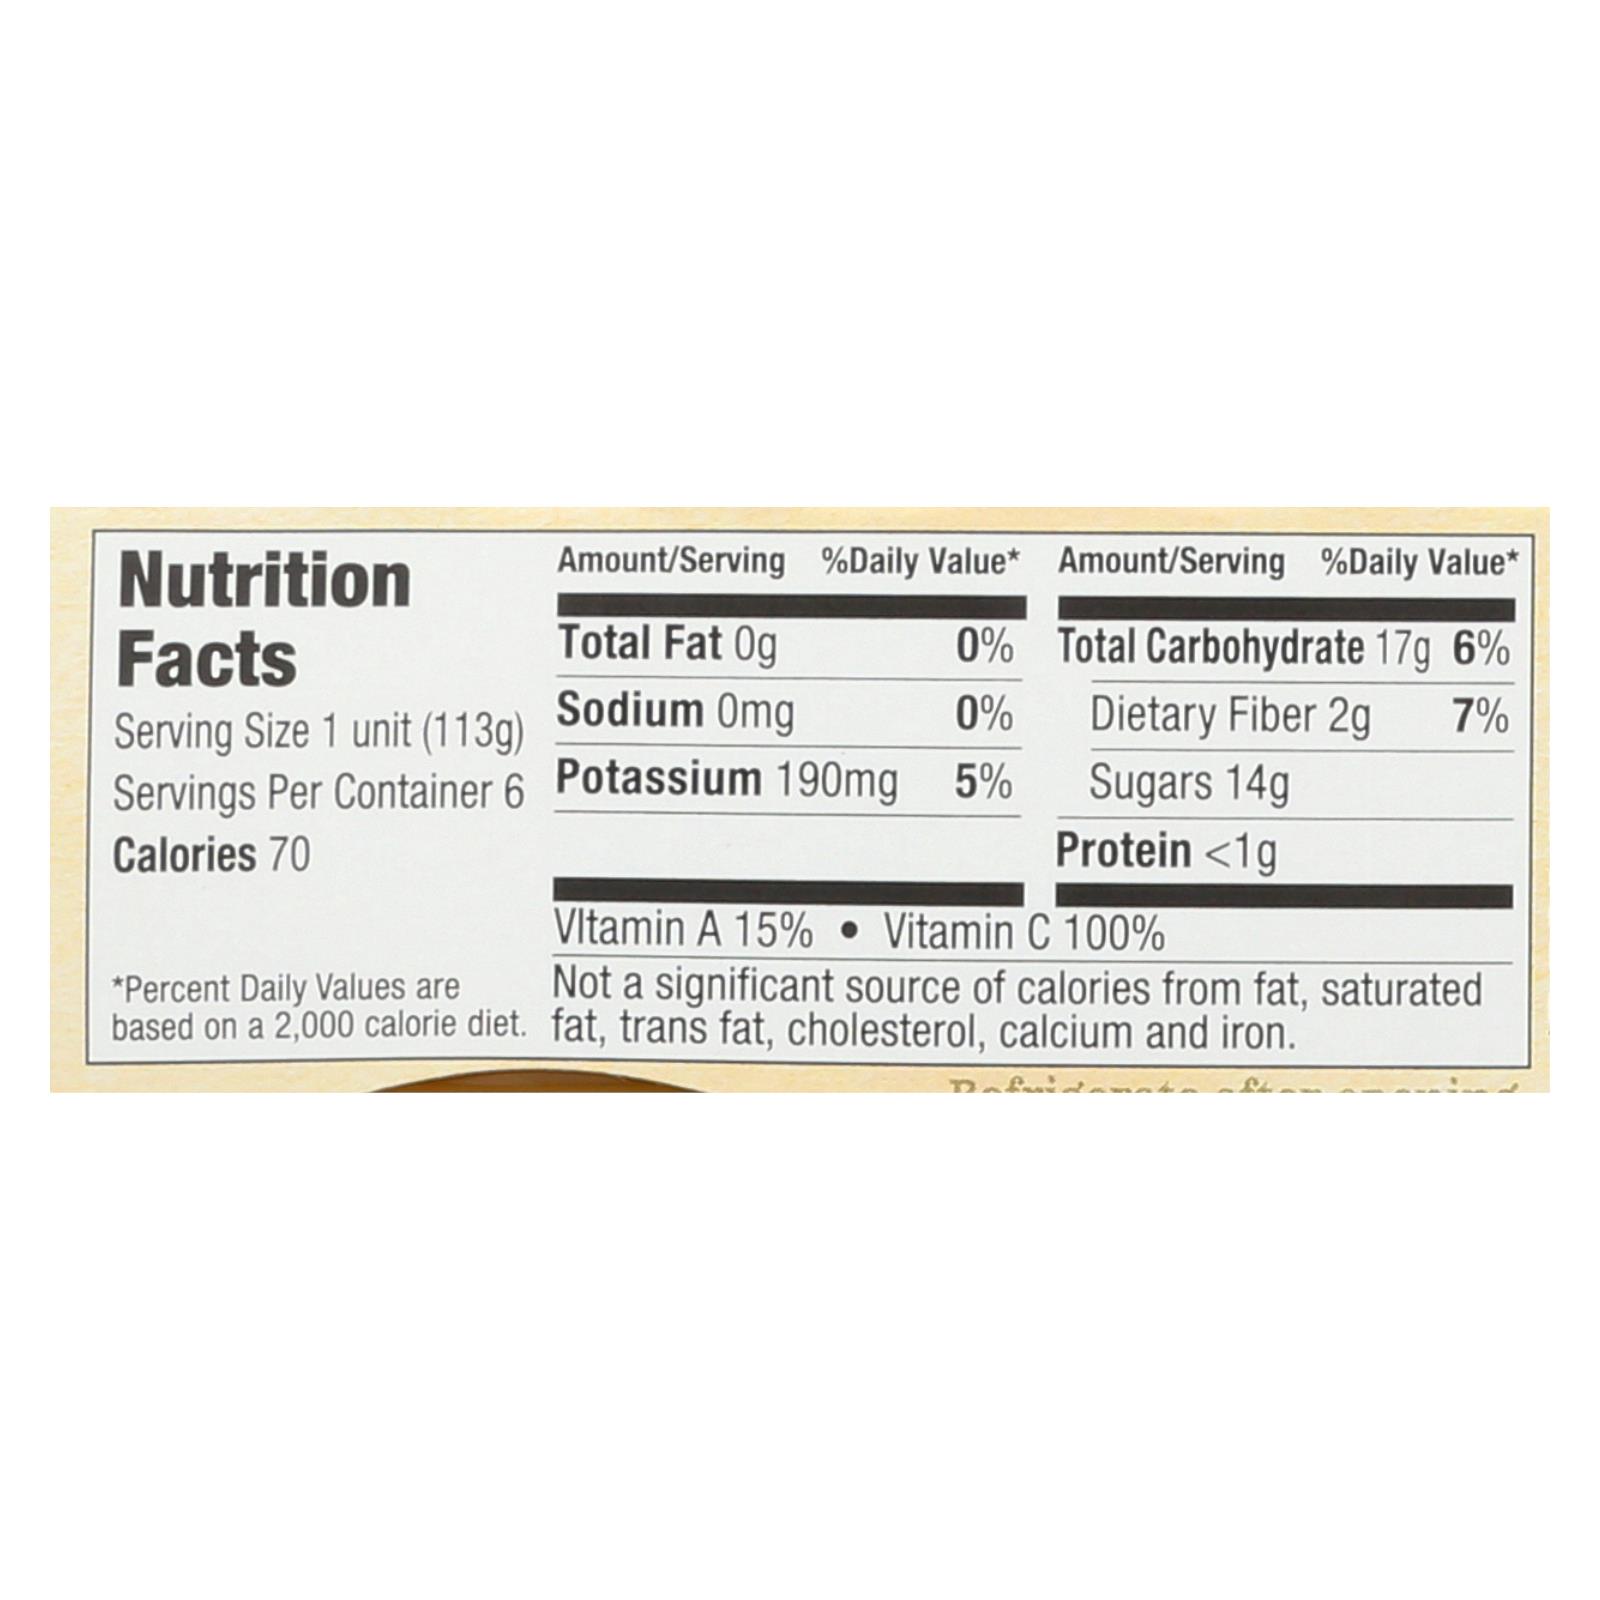 Nutrition
Facts
Serving Size 1 unit (113g)
Servings Per Container 6
Calories 70
*Percent Daily Values are
based on a 2,000 calorie diet.
Amount/Serving %Daily Value*
Total Fat 0g 0%
Sodium 0mg 0%
Potassium 190mg 5%
Amount/Serving %Daily Value*
Total Carbohydrate 17g 6%
Dietary Fiber 2g 7%
Sugars 14g
Protein <1g
VItamin A 15% • Vitamin C 100%
Not a significant source of calories from fat, saturated
fat, trans fat, cholesterol, calcium and iron.
Refrigerate after opening